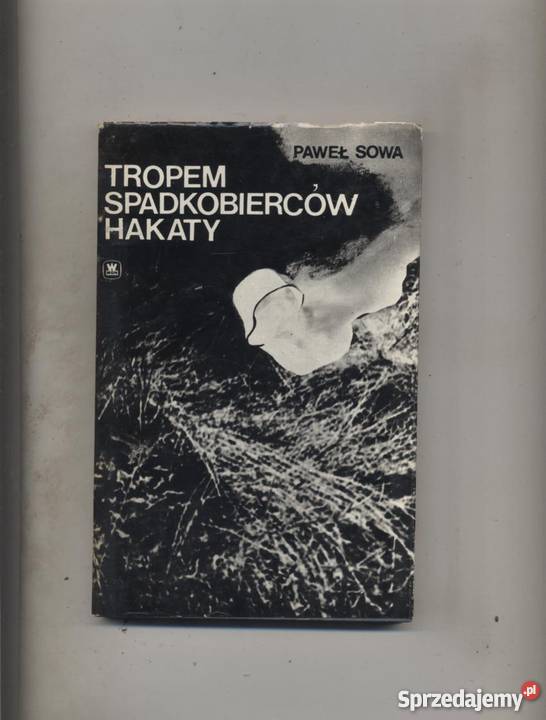 PAWEŁ SOWA
TROPEM
SPADKOBIERCÓW
HAKATY
W
Sprzedajemy.pl